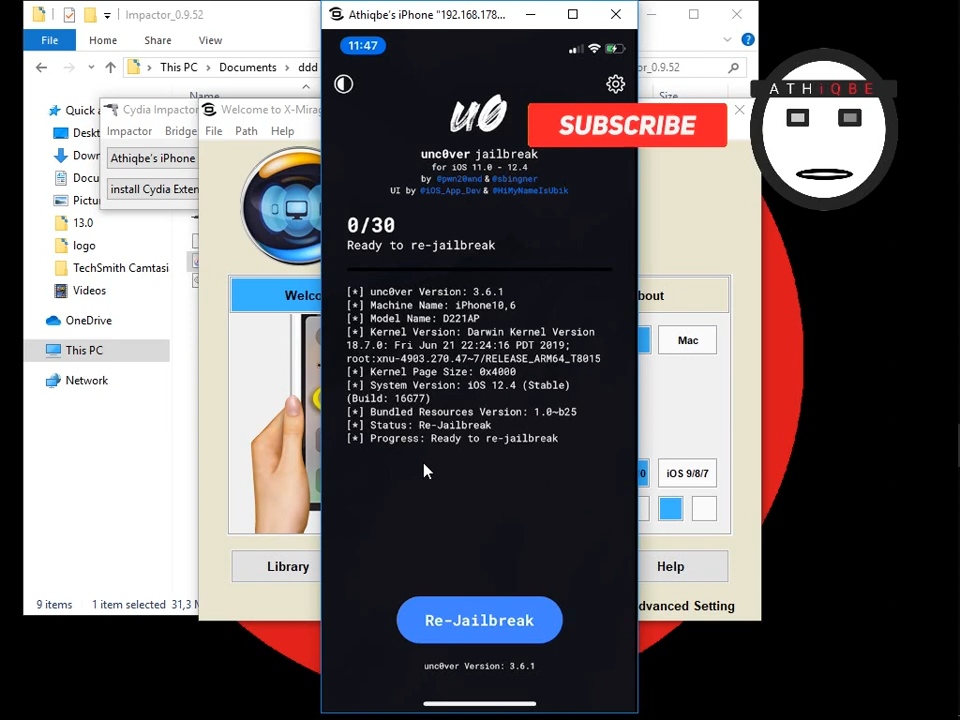 Impactor_0.9.52
File
Home
Share
View
This PC
Documents
ddd
or_0.9.52
Quick a
Deskt
Down
Docu
Pictur
13.0
logo
TechSmith Camtasi
Videos
OneDrive
This PC
Network
9 items
1 item selected
31,3 M
Name
Size
Cydia Impactor
Impactor
Bridge
Athiqbe's iPhone
install Cydia Exten
Welcome to X-Mirag
File
Path
Help
Welco
bout
Mac
0
iOS 9/8/7
Library
Help
dvanced Setting
Athiqbe's iPhone "192.168.178...
11:47
u0
unc0ver jailbreak
for iOS 11.0 - 12.4
by @pwn20wnd & @sbingner
UI by @iOS_App_Dev & @HiMyNameIsUbik
0/30
Ready to re-jailbreak
[*] unc0ver Version: 3.6.1
[*] Machine Name: iPhone10,6
[*] Model Name: D221AP
[*] Kernel Version: Darwin Kernel Version
18.7.0: Fri Jun 21 22:24:16 PDT 2019;
root:xnu-4903.270.47~7/RELEASE_ARM64_T8015
[*] Kernel Page Size: 0x4000
[*] System Version: iOS 12.4 (Stable)
(Build: 16G77)
[*] Bundled Resources Version: 1.0~b25
[*] Status: Re-Jailbreak
[*] Progress: Ready to re-jailbreak
Re-Jailbreak
unc0ver Version: 3.6.1
SUBSCRIBE
ATHiQBE